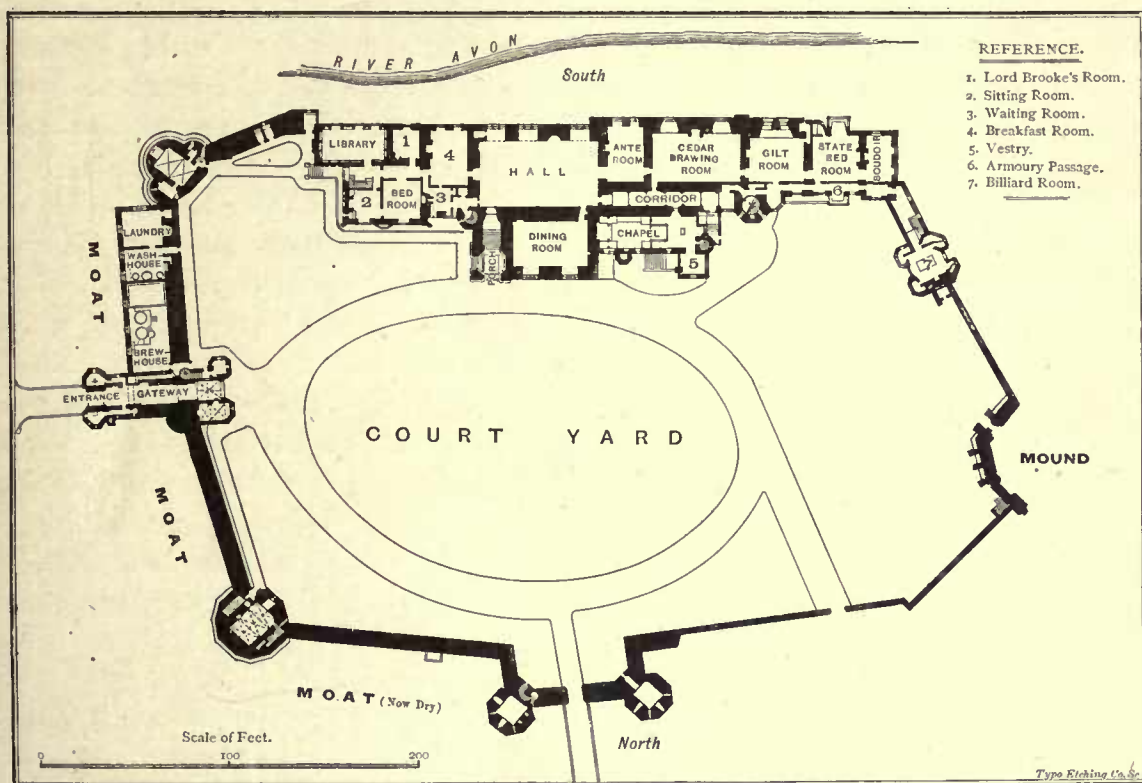 RIVER AVON
South
REFERENCE.
1. Lord Brooke's Room.
2. Sitting Room.
3. Waiting Room.
4. Breakfast Room.
5. Vestry.
6. Armoury Passage.
7. Billiard Room.
LIBRARY
1
4
HALL
ANTE
ROOM
CEDAR
DRAWING
ROOM
GILT
ROOM
STATE
BED
ROOM
BOUDOIR
2
BED
ROOM
3
CORRIDOR
6
PORCH
DINING
ROOM
CHAPEL
5
7
LAUNDRY
WASH
HOUSE
BREW
HOUSE
MOAT
ENTRANCE GATEWAY
COURT YARD
MOUND
MOAT
MOAT (Now Dry)
North
Scale of Feet.
0 100 200
Typo Etching Co.